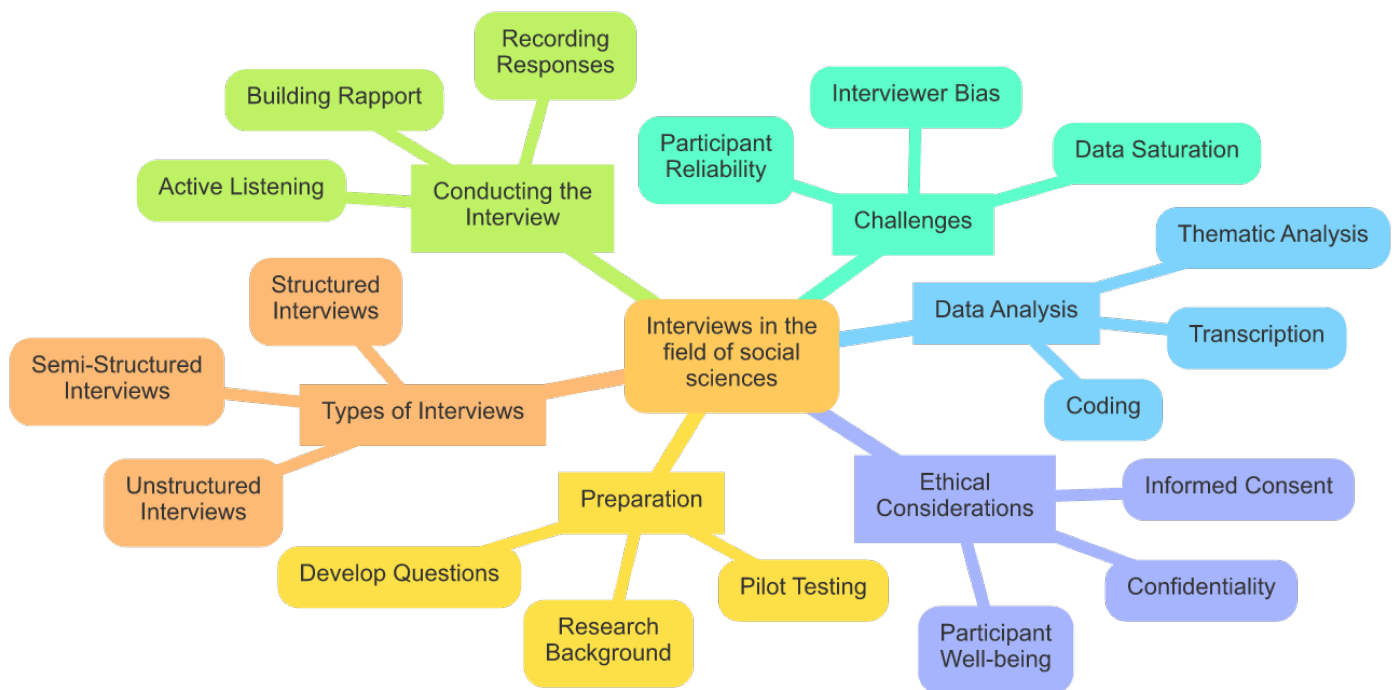 Recording
Responses
Building Rapport
Active Listening
Conducting the
Interview
Interviewer Bias
Participant
Reliability
Data Saturation
Challenges
Thematic Analysis
Data Analysis
Transcription
Coding
Structured
Interviews
Semi-Structured
Interviews
Types of Interviews
Unstructured
Interviews
Interviews in the
field of social
sciences
Preparation
Develop Questions
Research
Background
Pilot Testing
Ethical
Considerations
Informed Consent
Confidentiality
Participant
Well-being